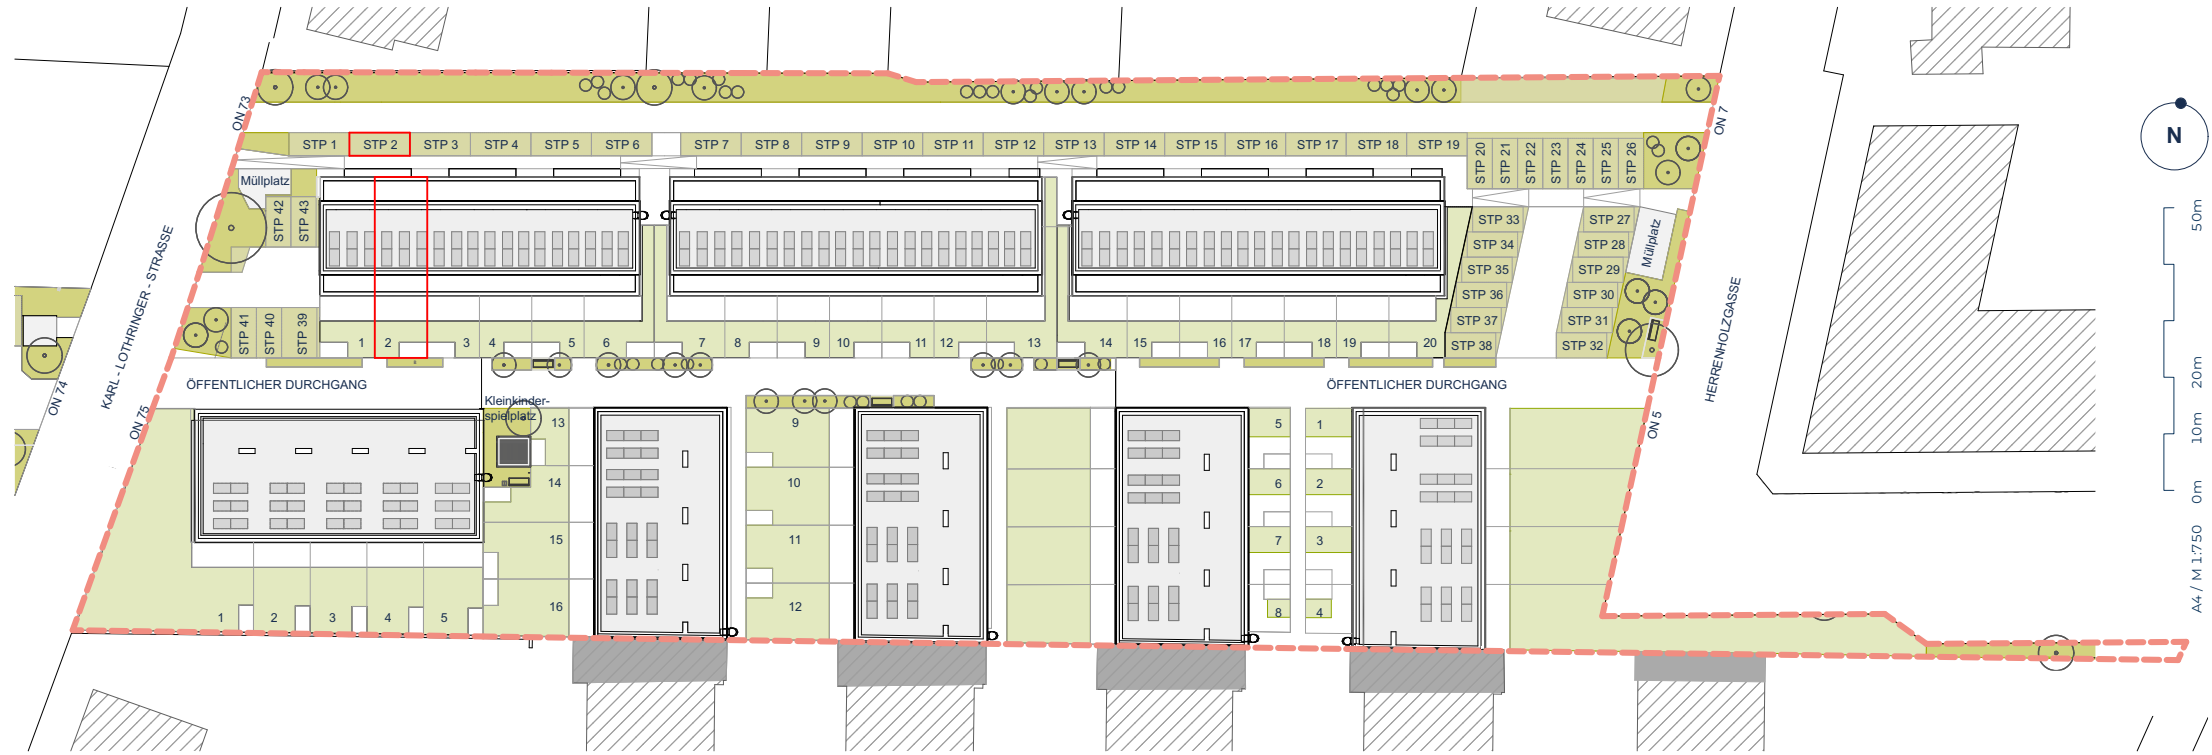 ON 73
ON 7
N
STP 1
STP 2
STP 3
STP 4
STP 5
STP 6
STP 7
STP 8
STP 9
STP 10
STP 11
STP 12
STP 13
STP 14
STP 15
STP 16
STP 17
STP 18
STP 19
STP 20
STP 21
STP 22
STP 23
STP 24
STP 25
STP 26
Müllplatz
STP 42
STP 43
STP 33
STP 34
STP 35
STP 36
STP 37
STP 38
STP 27
STP 28
STP 29
STP 30
STP 31
STP 32
Müllplatz
KARL - LOTHRINGER - STRASSE
HERRENHOLZGASSE
STP 41
STP 40
STP 39
1
2
3
4
5
6
7
8
9
10
11
12
13
14
15
16
17
18
19
20
ÖFFENTLICHER DURCHGANG
ÖFFENTLICHER DURCHGANG
ON 74
ON 75
ON 5
Kleinkinder-
spielplatz
13
14
15
16
9
10
11
12
5
6
7
8
1
2
3
4
1
2
3
4
5
50m
20m
10m
0m
A4 / M 1:750